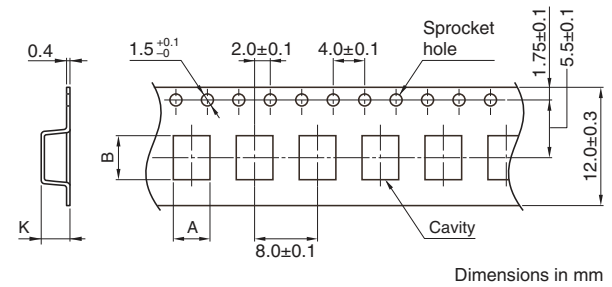 0.4
1.5 +0.1 −0
2.0±0.1
4.0±0.1
Sprocket
hole
1.75±0.1
5.5±0.1
12.0±0.3
B
K
A
8.0±0.1
Cavity
Dimensions in mm